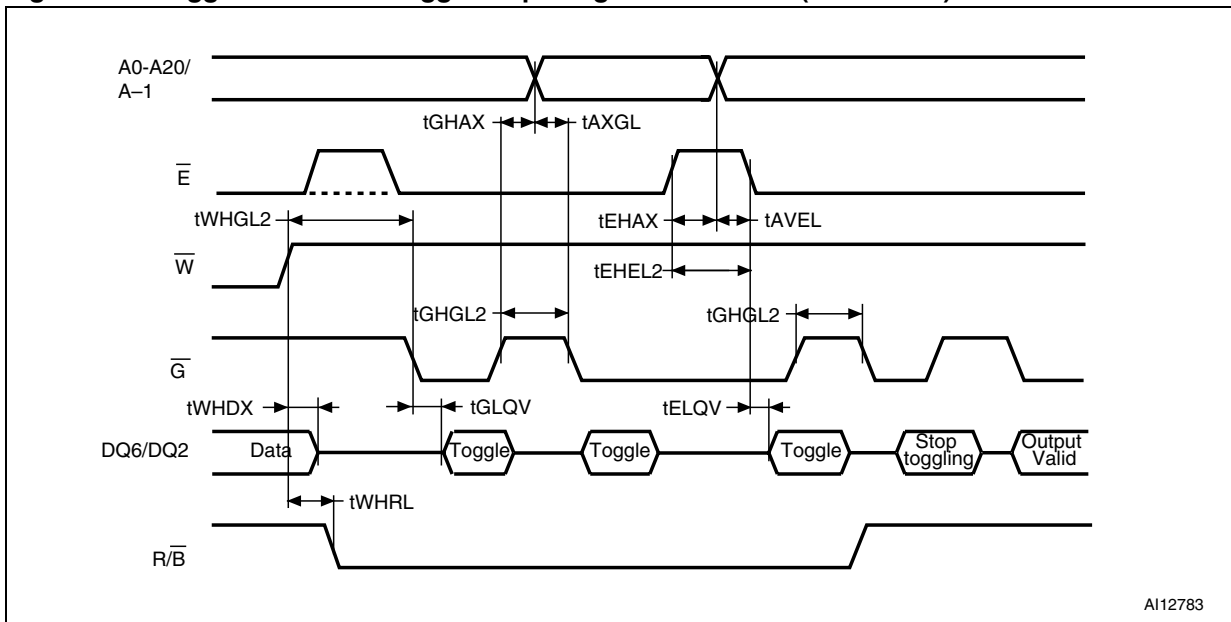 A0-A20/
A–1
tGHAX
tAXGL
E
tWHGL2
tEHAX
tAVEL
W
tEHEL2
tGHGL2
tGHGL2
G
tWHDX
tGLQV
tELQV
DQ6/DQ2
Data
Toggle
Toggle
Toggle
Stop
toggling
Output
Valid
tWHRL
R/B
AI12783